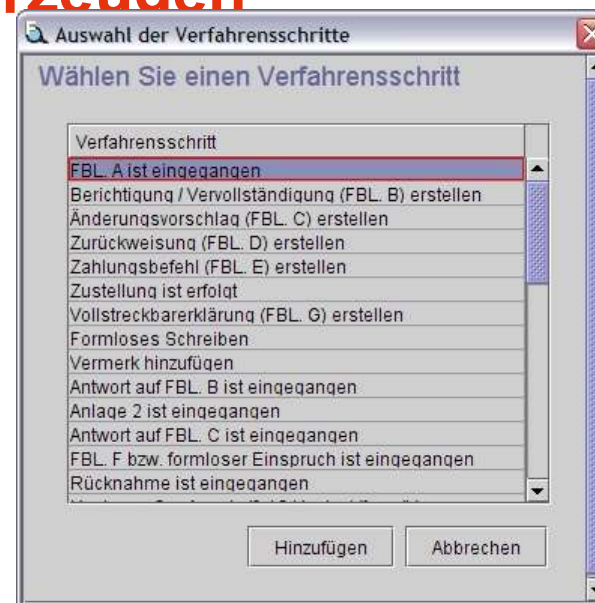 Auswahl der Verfahrensschritte
Wählen Sie einen Verfahrensschritt
Verfahrensschritt
FBL. A ist eingegangen
Berichtigung / Vervollständigung (FBL. B) erstellen
Änderungsvorschlag (FBL. C) erstellen
Zurückweisung (FBL. D) erstellen
Zahlungsbefehl (FBL. E) erstellen
Zustellung ist erfolgt
Vollstreckbarerklärung (FBL. G) erstellen
Formloses Schreiben
Vermerk hinzufügen
Antwort auf FBL. B ist eingegangen
Anlage 2 ist eingegangen
Antwort auf FBL. C ist eingegangen
FBL. F bzw. formloser Einspruch ist eingegangen
Rücknahme ist eingegangen
Hinzufügen
Abbrechen